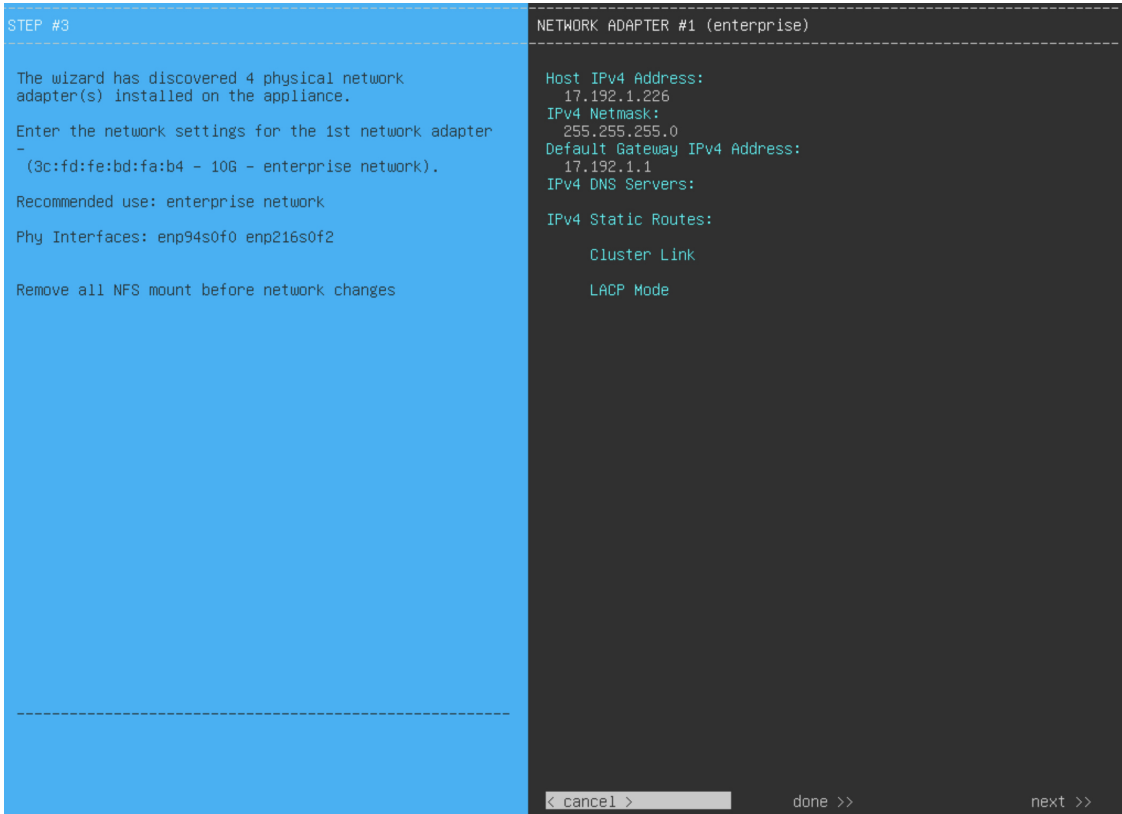 STEP #3
The wizard has discovered 4 physical network
adapter(s) installed on the appliance.
Enter the network settings for the 1st network adapter
-
(3c:fd:fe:bd:fa:b4 - 10G - enterprise network).
Recommended use: enterprise network
Phy Interfaces: enp94s0f0 enp216s0f2
Remove all NFS mount before network changes
NETWORK ADAPTER #1 (enterprise)
Host IPv4 Address:
17.192.1.226
IPv4 Netmask:
255.255.255.0
Default Gateway IPv4 Address:
17.192.1.1
IPv4 DNS Servers:
IPv4 Static Routes:
Cluster Link
LACP Mode
< cancel > done >> next >>